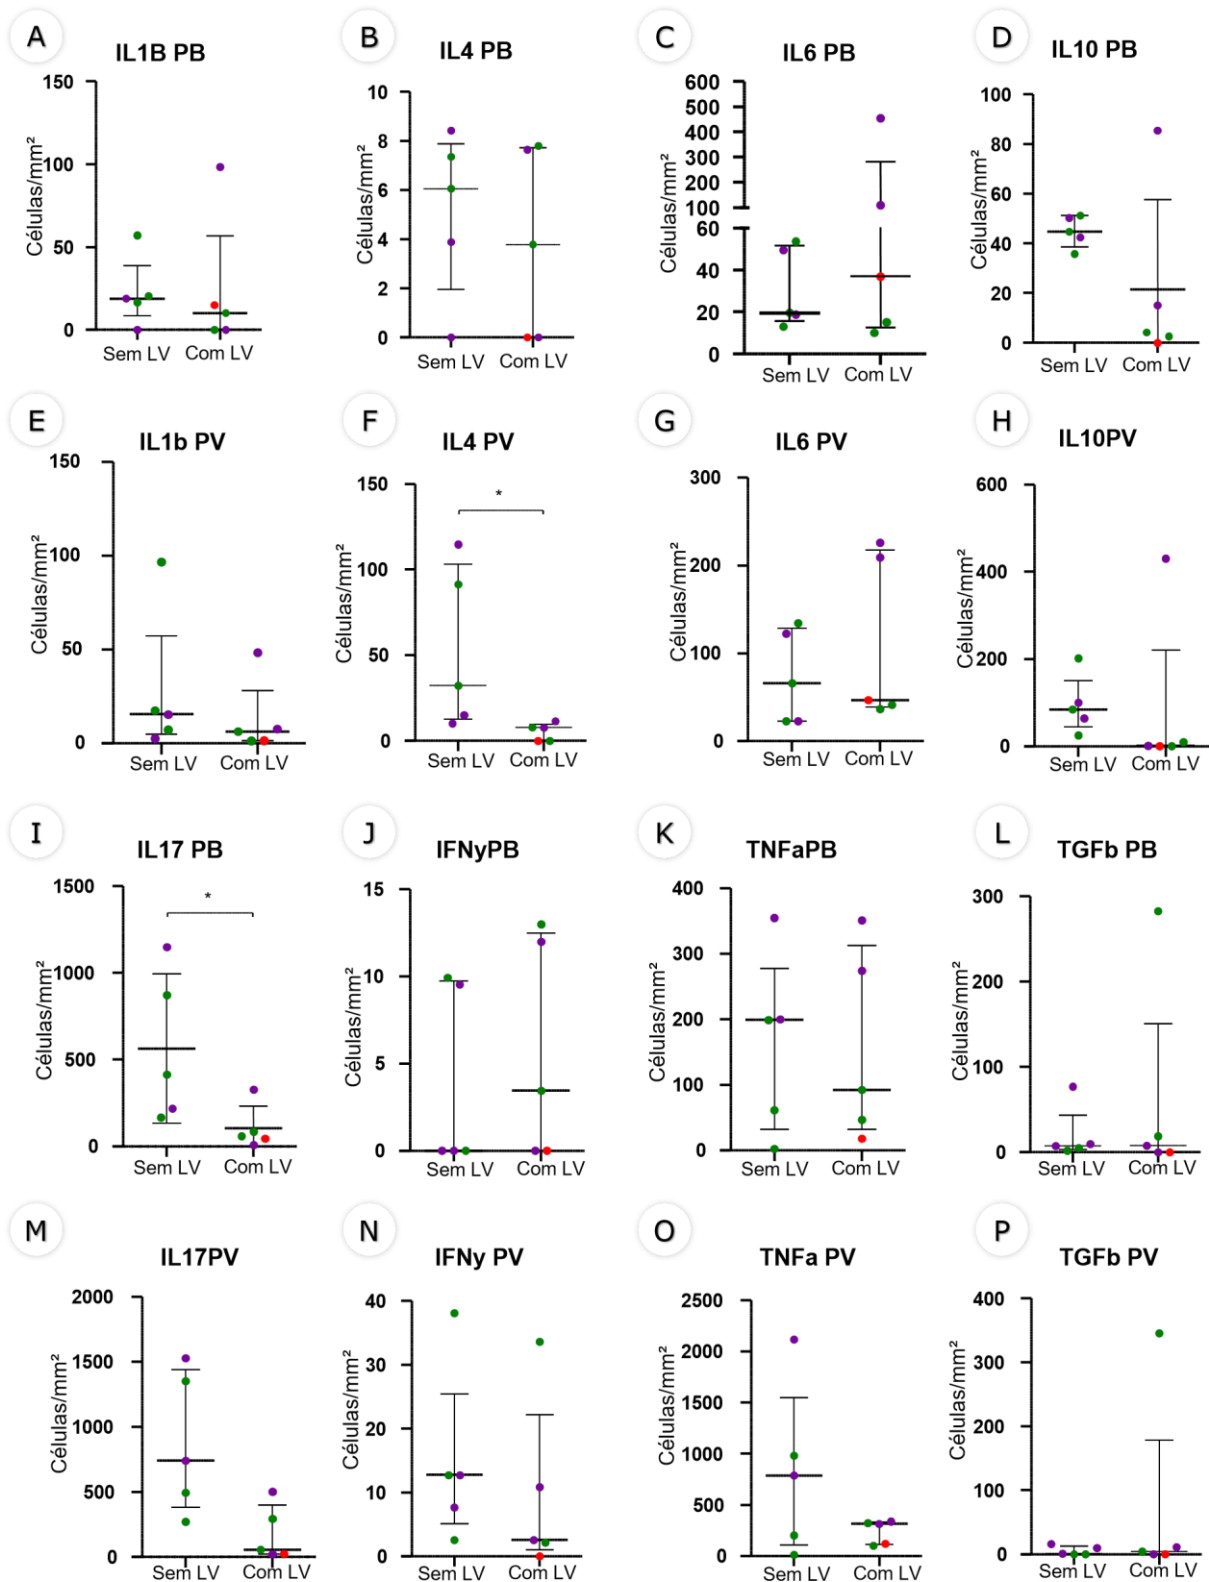 A
IL1B PB
Células/mm²
150
100
50
0
Sem LV
Com LV
B
IL4 PB
Células/mm²
10
8
6
4
2
0
Sem LV
Com LV
C
IL6 PB
Células/mm²
600
500
400
300
200
100
60
40
20
0
Sem LV
Com LV
D
IL10 PB
Células/mm²
100
80
60
40
20
0
Sem LV
Com LV
E
IL1b PV
Células/mm²
150
100
50
0
Sem LV
Com LV
F
IL4 PV
Células/mm²
150
100
50
0
*
Sem LV
Com LV
G
IL6 PV
Células/mm²
300
200
100
0
Sem LV
Com LV
H
IL10PV
Células/mm²
600
400
200
0
Sem LV
Com LV
I
IL17 PB
Células/mm²
1500
1000
500
0
*
Sem LV
Com LV
J
IFNyPB
Células/mm²
15
10
5
0
Sem LV
Com LV
K
TNFaPB
Células/mm²
400
300
200
100
0
Sem LV
Com LV
L
TGFb PB
Células/mm²
300
200
100
0
Sem LV
Com LV
M
IL17PV
Células/mm²
2000
1500
1000
500
0
Sem LV
Com LV
N
IFNy PV
Células/mm²
40
30
20
10
0
Sem LV
Com LV
O
TNFa PV
Células/mm²
2500
2000
1500
1000
500
0
Sem LV
Com LV
P
TGFb PV
Células/mm²
400
300
200
100
0
Sem LV
Com LV